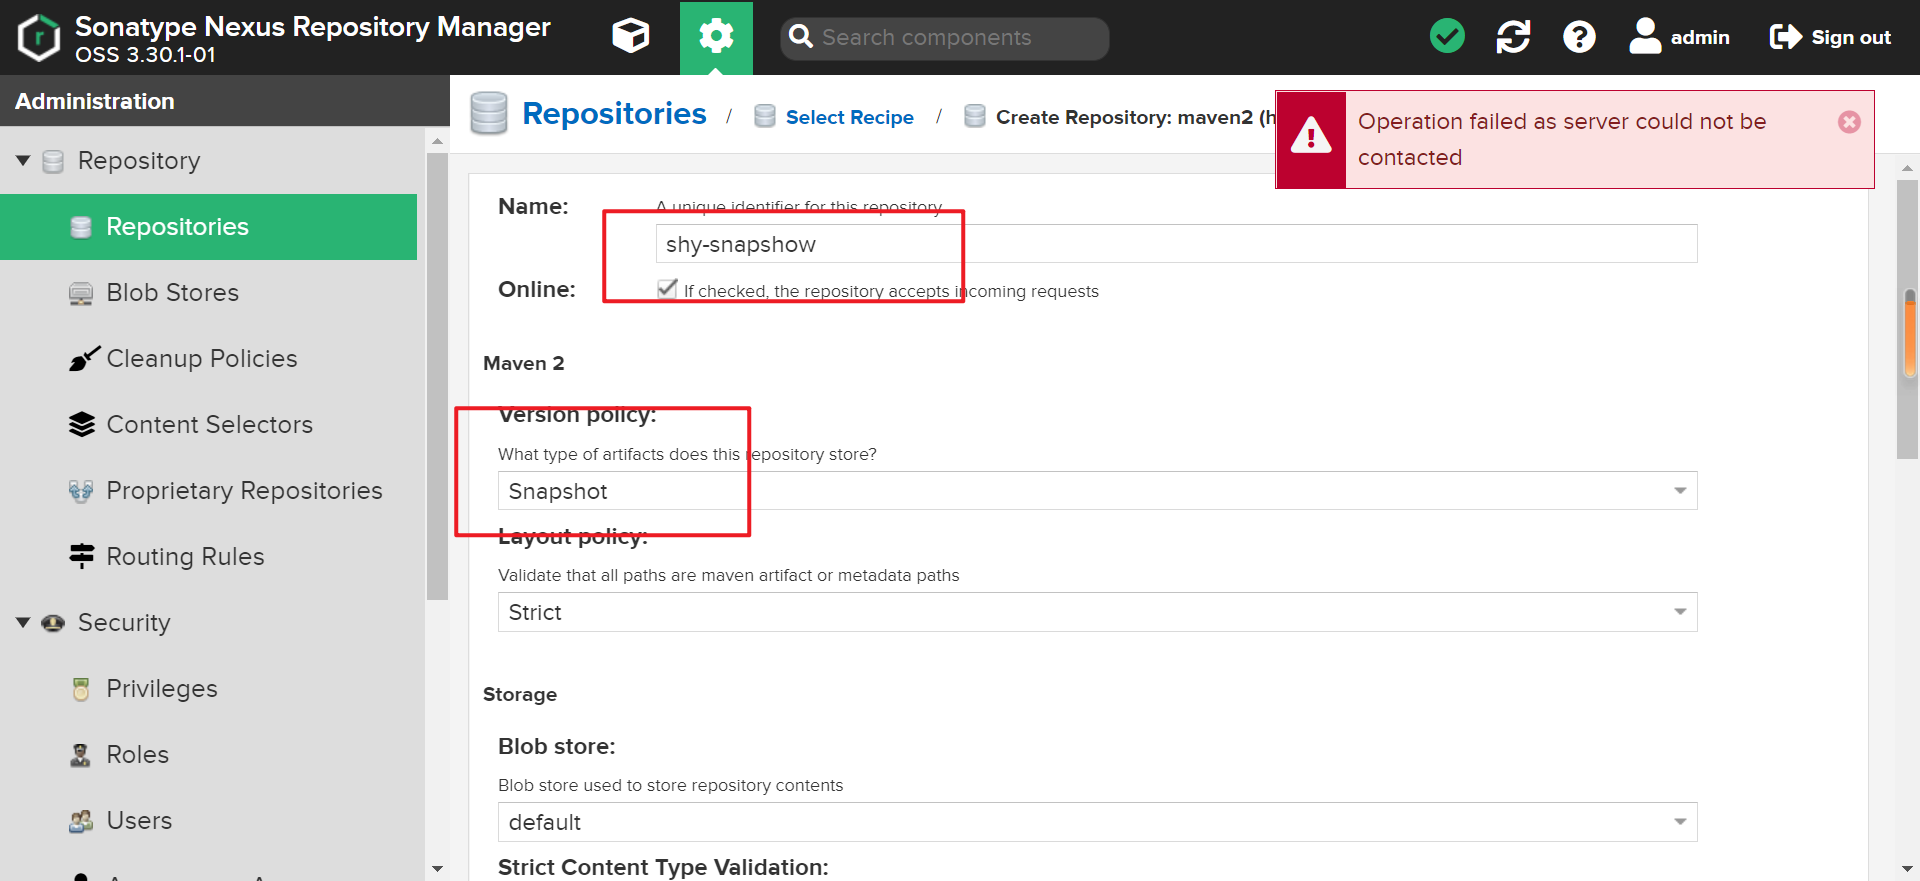 Sonatype Nexus Repository Manager
OSS 3.30.1-01
Search components
admin
Sign out
Administration
Repository
Repositories
Blob Stores
Cleanup Policies
Content Selectors
Proprietary Repositories
Routing Rules
Security
Privileges
Roles
Users
Repositories / Select Recipe / Create Repository: maven2 (h
Operation failed as server could not be
contacted
Name:
A unique identifier for this repository
shy-snapshow
Online:
If checked, the repository accepts incoming requests
Maven 2
Version policy:
What type of artifacts does this repository store?
Snapshot
Layout policy:
Validate that all paths are maven artifact or metadata paths
Strict
Storage
Blob store:
Blob store used to store repository contents
default
Strict Content Type Validation: